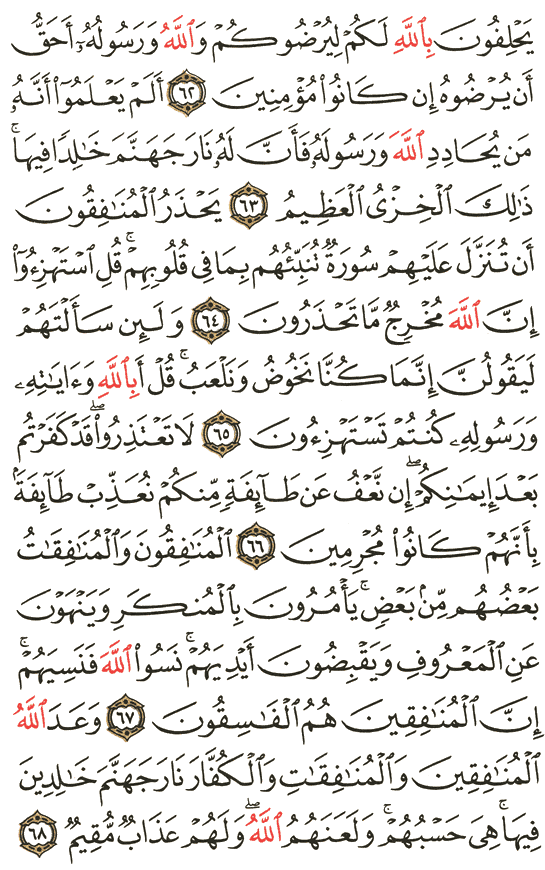 يَحْلِفُونَ بِٱللَّهِ لَكُمْ لِيُرْضُوكُمْ وَٱللَّهُ وَرَسُولُهُۥٓ أَحَقُّ
أَن يُرْضُوهُ إِن كَانُوا۟ مُؤْمِنِينَ ٦٢ أَلَمْ يَعْلَمُوٓا۟ أَنَّهُۥ
مَن يُحَادِدِ ٱللَّهَ وَرَسُولَهُۥ فَأَنَّ لَهُۥ نَارَ جَهَنَّمَ خَٰلِدًا فِيهَا ۚ
ذَٰلِكَ ٱلْخِزْىُ ٱلْعَظِيمُ ٦٣ يَحْذَرُ ٱلْمُنَٰفِقُونَ
أَن تُنَزَّلَ عَلَيْهِمْ سُورَةٌ تُنَبِّئُهُم بِمَا فِى قُلُوبِهِمْ ۚ قُلِ ٱسْتَهْزِءُوٓا۟
إِنَّ ٱللَّهَ مُخْرِجٌ مَّا تَحْذَرُونَ ٦٤ وَلَئِن سَأَلْتَهُمْ
لَيَقُولُنَّ إِنَّمَا كُنَّا نَخُوضُ وَنَلْعَبُ ۚ قُلْ أَبِٱللَّهِ وَءَايَٰتِهِۦ
وَرَسُولِهِۦ كُنتُمْ تَسْتَهْزِءُونَ ٦٥ لَا تَعْتَذِرُوا۟ ۖ قَدْ كَفَرْتُم
بَعْدَ إِيمَٰنِكُمْ ۖ إِن نَّعْفُ عَن طَآئِفَةٍ مِّنكُمْ نُعَذِّبْ طَآئِفَةًۢ
بِأَنَّهُمْ كَانُوا۟ مُجْرِمِينَ ٦٦ ٱلْمُنَٰفِقُونَ وَٱلْمُنَٰفِقَٰتُ
بَعْضُهُم مِّنۢ بَعْضٍ ۚ يَأْمُرُونَ بِٱلْمُنكَرِ وَيَنْهَوْنَ
عَنِ ٱلْمَعْرُوفِ وَيَقْبِضُونَ أَيْدِيَهُمْ ۚ نَسُوا۟ ٱللَّهَ فَنَسِيَهُمْ ۗ
إِنَّ ٱلْمُنَٰفِقِينَ هُمُ ٱلْفَٰسِقُونَ ٦٧ وَعَدَ ٱللَّهُ
ٱلْمُنَٰفِقِينَ وَٱلْمُنَٰفِقَٰتِ وَٱلْكُفَّارَ نَارَ جَهَنَّمَ خَٰلِدِينَ
فِيهَا ۚ هِىَ حَسْبُهُمْ ۚ وَلَعَنَهُمُ ٱللَّهُ ۖ وَلَهُمْ عَذَابٌ مُّقِيمٌ ٦٨